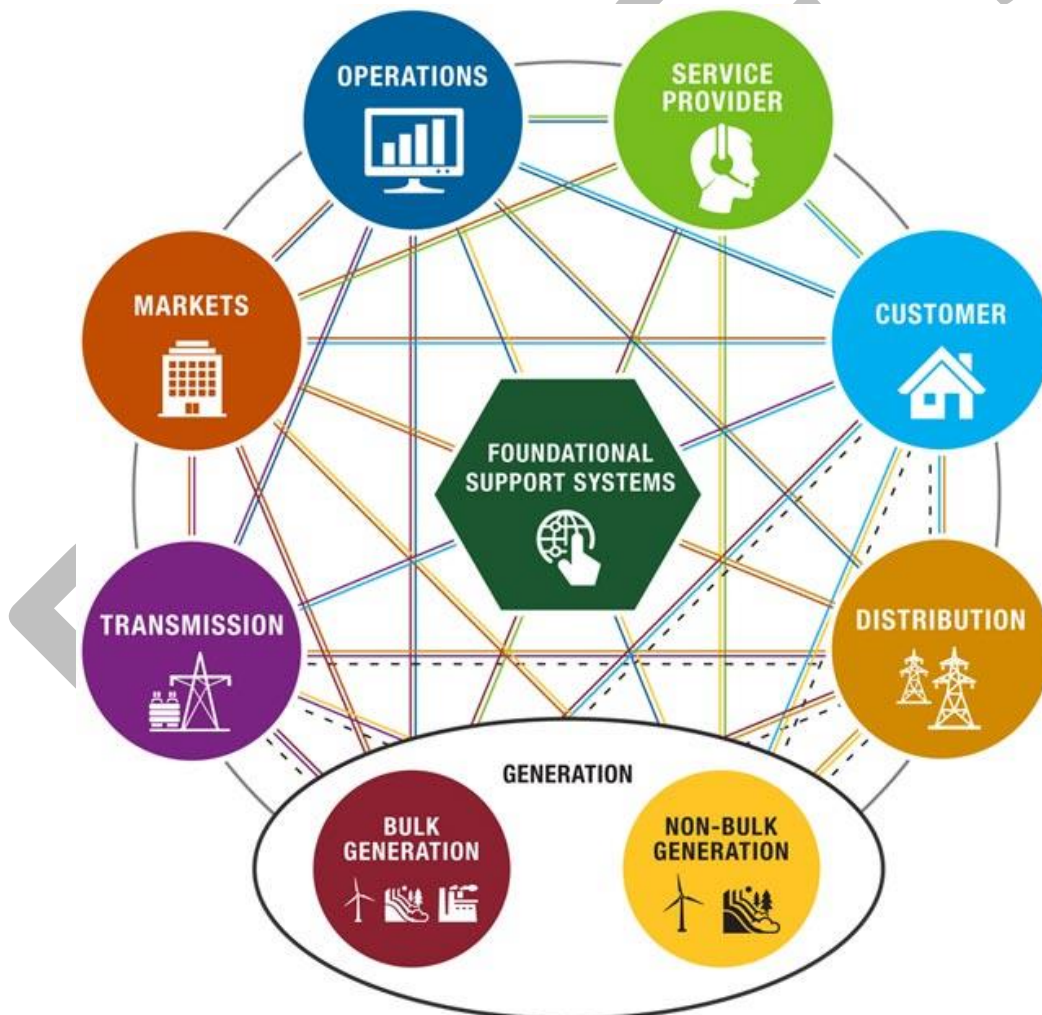 OPERATIONS
SERVICE
PROVIDER
MARKETS
CUSTOMER
FOUNDATIONAL
SUPPORT SYSTEMS
TRANSMISSION
DISTRIBUTION
GENERATION
BULK
GENERATION
NON-BULK
GENERATION